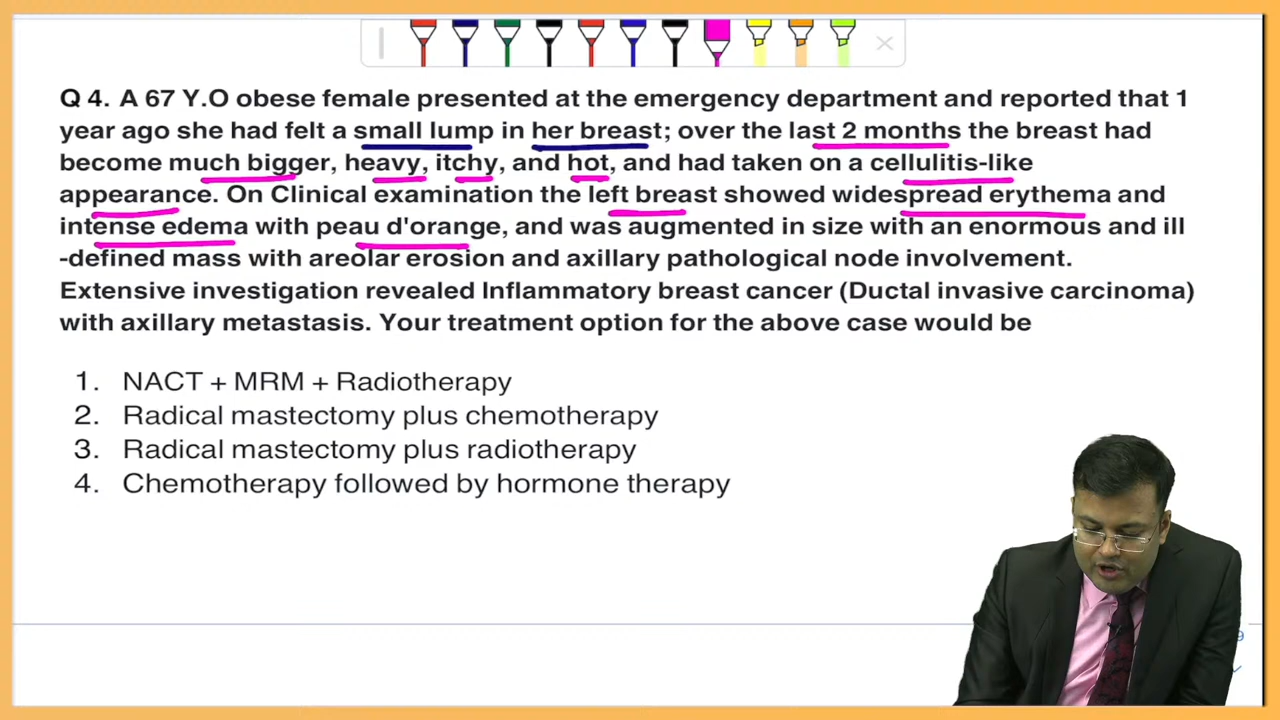 Q 4. A 67 Y.O obese female presented at the emergency department and reported that 1
year ago she had felt a small lump in her breast; over the last 2 months the breast had
become much bigger, heavy, itchy, and hot, and had taken on a cellulitis-like
appearance. On Clinical examination the left breast showed widespread erythema and
intense edema with peau d'orange, and was augmented in size with an enormous and ill
-defined mass with areolar erosion and axillary pathological node involvement.
Extensive investigation revealed Inflammatory breast cancer (Ductal invasive carcinoma)
with axillary metastasis. Your treatment option for the above case would be
1. NACT + MRM + Radiotherapy
2. Radical mastectomy plus chemotherapy
3. Radical mastectomy plus radiotherapy
4. Chemotherapy followed by hormone therapy